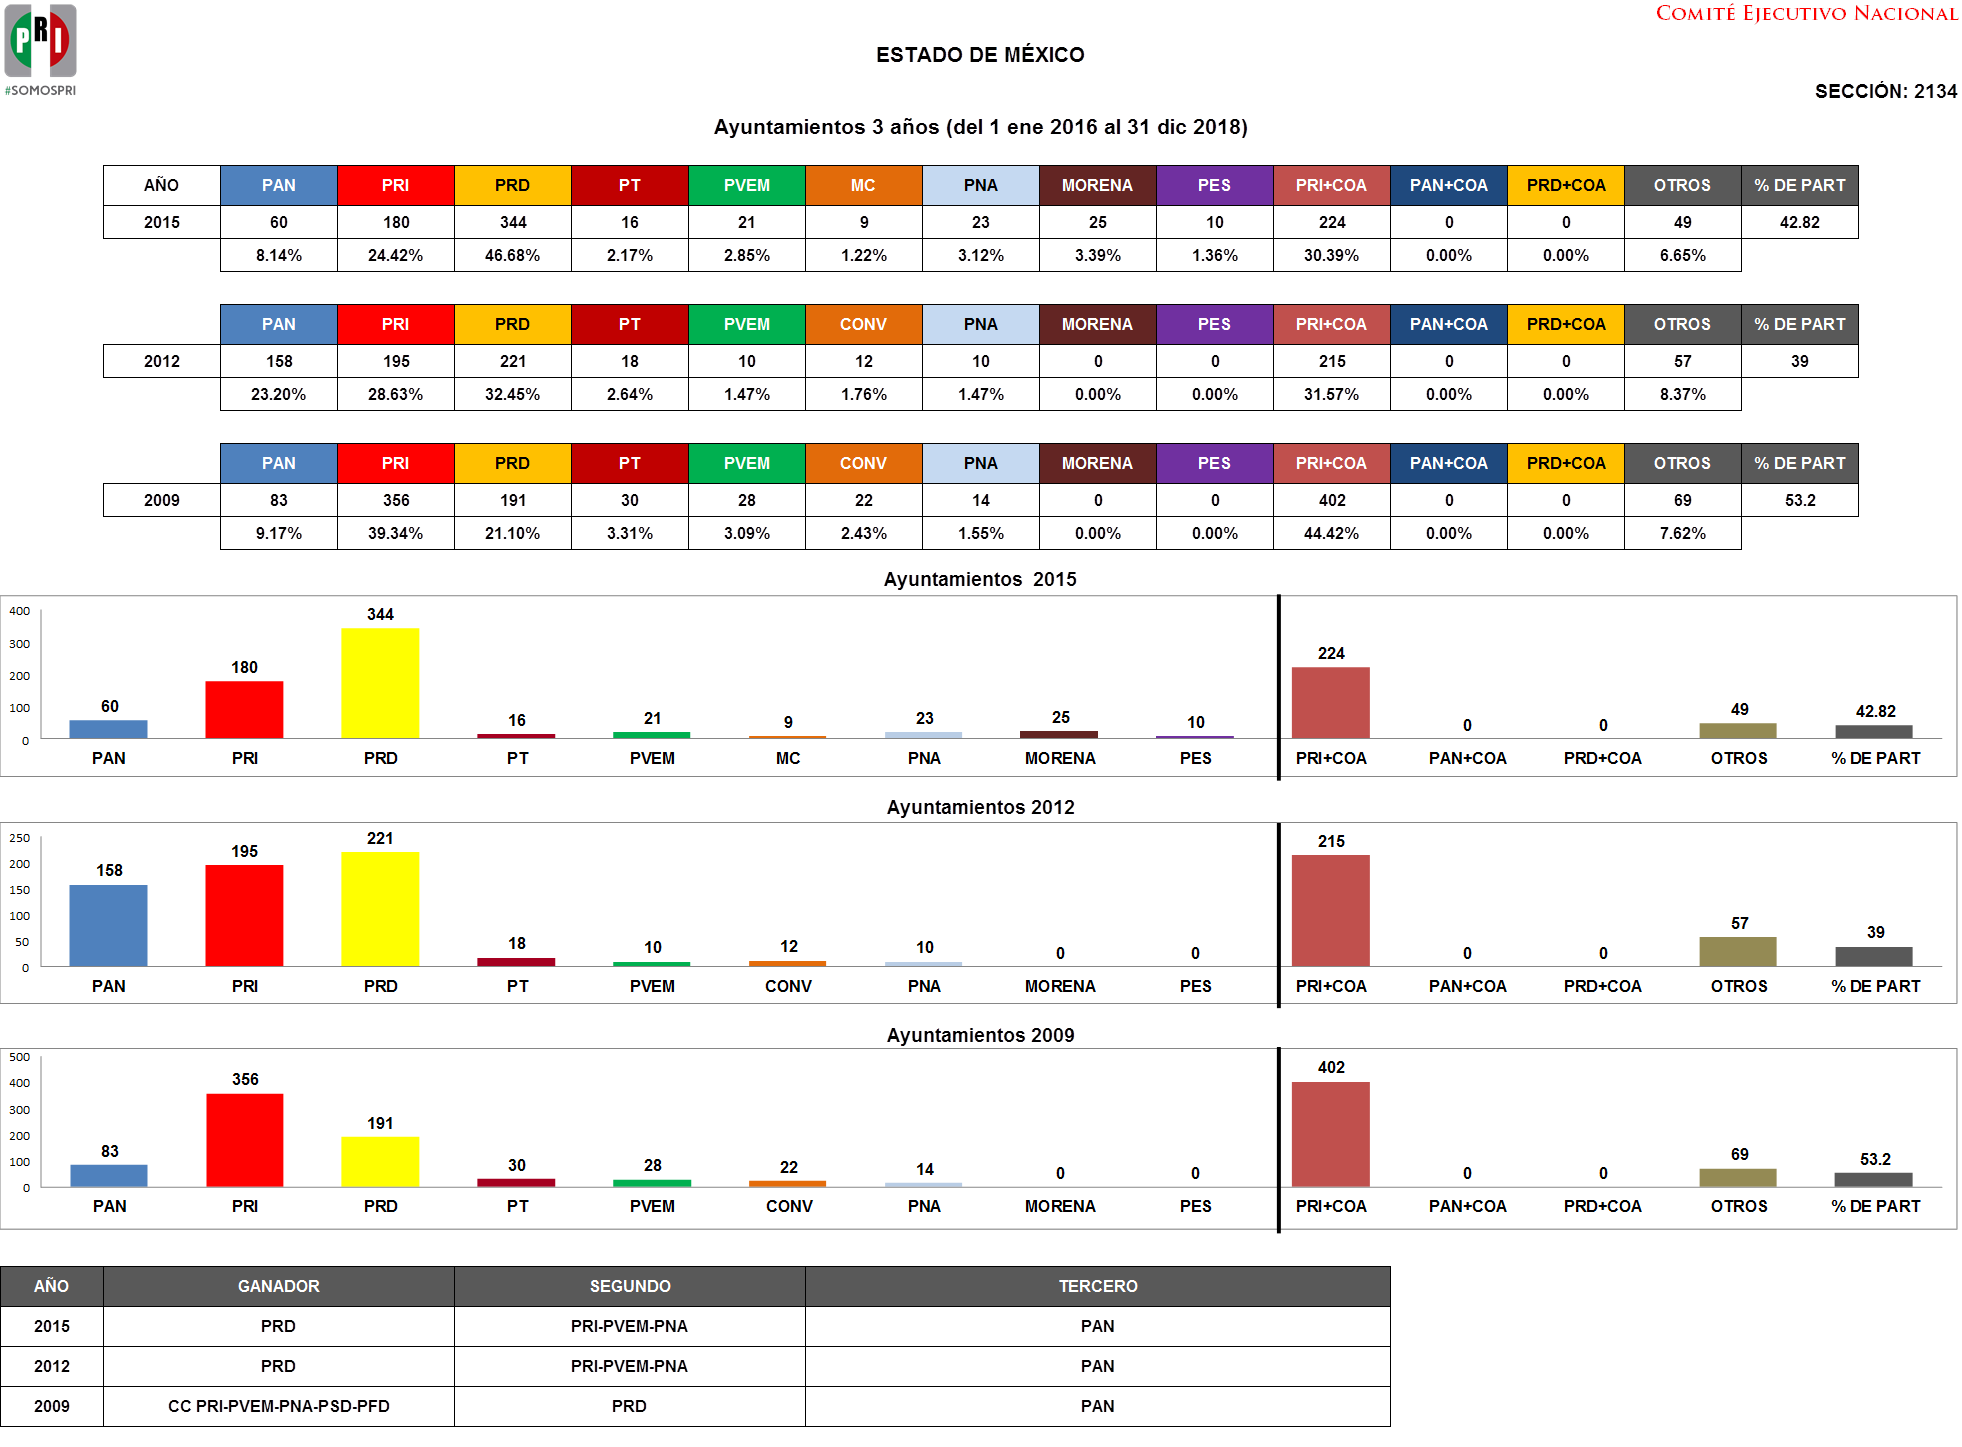 PRI
#SOMOSPRI
COMITÉ EJECUTIVO NACIONAL
ESTADO DE MÉXICO
SECCIÓN: 2134
Ayuntamientos 3 años (del 1 ene 2016 al 31 dic 2018)
AÑO PAN PRI PRD PT PVEM MC PNA MORENA PES PRI+COA PAN+COA PRD+COA OTROS % DE PART
2015 60 180 344 16 21 9 23 25 10 224 0 0 49 42.82
8.14% 24.42% 46.68% 2.17% 2.85% 1.22% 3.12% 3.39% 1.36% 30.39% 0.00% 0.00% 6.65%
PAN PRI PRD PT PVEM CONV PNA MORENA PES PRI+COA PAN+COA PRD+COA OTROS % DE PART
2012 158 195 221 18 10 12 10 0 0 215 0 0 57 39
23.20% 28.63% 32.45% 2.64% 1.47% 1.76% 1.47% 0.00% 0.00% 31.57% 0.00% 0.00% 8.37%
PAN PRI PRD PT PVEM CONV PNA MORENA PES PRI+COA PAN+COA PRD+COA OTROS % DE PART
2009 83 356 191 30 28 22 14 0 0 402 0 0 69 53.2
9.17% 39.34% 21.10% 3.31% 3.09% 2.43% 1.55% 0.00% 0.00% 44.42% 0.00% 0.00% 7.62%
Ayuntamientos 2015
400
300
200
100
0
60 180 344 16 21 9 23 25 10 224 0 0 49 42.82
PAN PRI PRD PT PVEM MC PNA MORENA PES PRI+COA PAN+COA PRD+COA OTROS % DE PART
Ayuntamientos 2012
250
200
150
100
50
0
158 195 221 18 10 12 10 0 0 215 0 0 57 39
PAN PRI PRD PT PVEM CONV PNA MORENA PES PRI+COA PAN+COA PRD+COA OTROS % DE PART
Ayuntamientos 2009
500
400
300
200
100
0
83 356 191 30 28 22 14 0 0 402 0 0 69 53.2
PAN PRI PRD PT PVEM CONV PNA MORENA PES PRI+COA PAN+COA PRD+COA OTROS % DE PART
AÑO GANADOR SEGUNDO TERCERO
2015 PRD PRI-PVEM-PNA PAN
2012 PRD PRI-PVEM-PNA PAN
2009 CC PRI-PVEM-PNA-PSD-PFD PRD PAN